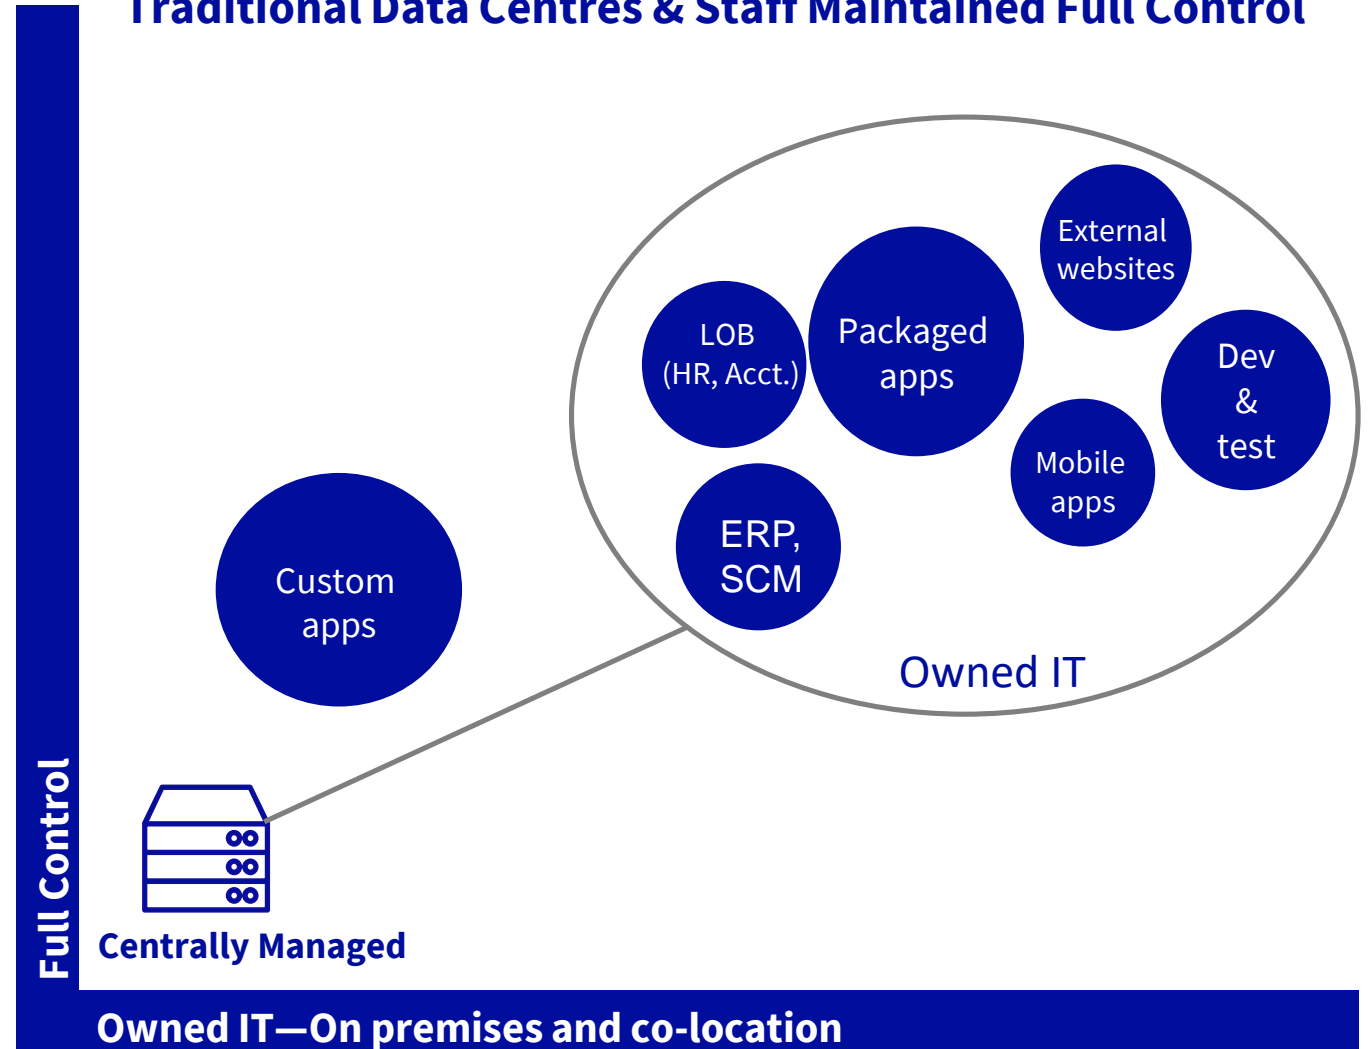 Traditional Data Centres & Staff Maintained Full Control
External
websites
LOB
(HR, Acct.)
Packaged
apps
Dev
&
test
Mobile
apps
ERP,
SCM
Custom
apps
Owned IT
Full Control
Centrally Managed
Owned IT—On premises and co-location